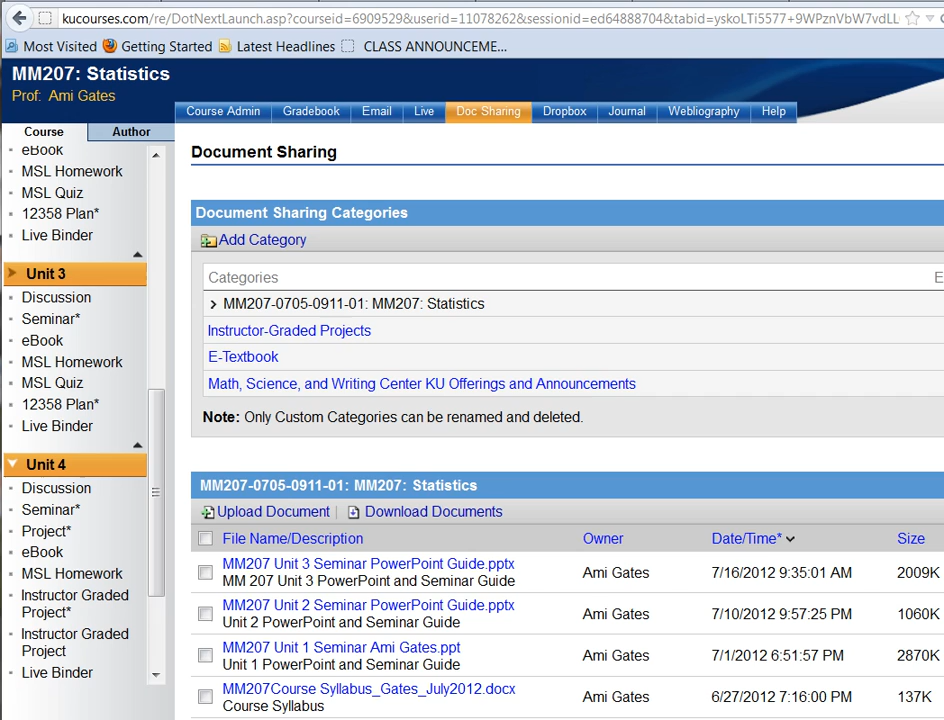 kucourses.com/re/DotNextLaunch.asp?courseid=6909529&userid=11078262&sessionid=ed64888704&tabid=yskoLTi5577+9WPznVbW7vdLL
Most Visited Getting Started Latest Headlines CLASS ANNOUNCEME...
MM207: Statistics
Prof: Ami Gates
Course Admin Gradebook Email Live Doc Sharing Dropbox Journal Webliography Help
Course Author
eBook
MSL Homework
MSL Quiz
12358 Plan*
Live Binder
Unit 3
Discussion
Seminar*
eBook
MSL Homework
MSL Quiz
12358 Plan*
Live Binder
Unit 4
Discussion
Seminar*
Project*
eBook
MSL Homework
Instructor Graded
Project*
Instructor Graded
Project
Live Binder
Document Sharing
Document Sharing Categories
Add Category
Categories E
MM207-0705-0911-01: MM207: Statistics
Instructor-Graded Projects
E-Textbook
Math, Science, and Writing Center KU Offerings and Announcements
Note: Only Custom Categories can be renamed and deleted.
MM207-0705-0911-01: MM207: Statistics
Upload Document | Download Documents
File Name/Description Owner Date/Time* Size
MM207 Unit 3 Seminar PowerPoint Guide.pptx
MM 207 Unit 3 PowerPoint and Seminar Guide
Ami Gates 7/16/2012 9:35:01 AM 2009K
MM207 Unit 2 Seminar PowerPoint Guide.pptx
Unit 2 PowerPoint and Seminar Guide
Ami Gates 7/10/2012 9:57:25 PM 1060K
MM207 Unit 1 Seminar Ami Gates.ppt
Unit 1 PowerPoint and Seminar Guide
Ami Gates 7/1/2012 6:51:57 PM 2870K
MM207Course Syllabus_Gates_July2012.docx
Course Syllabus
Ami Gates 6/27/2012 7:16:00 PM 137K